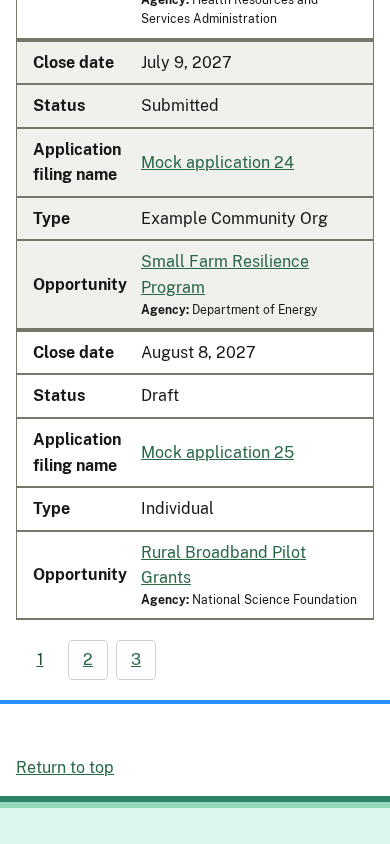 Agency: Health Resources and
Services Administration
Close date July 9, 2027
Status Submitted
Application
filing name Mock application 24
Type Example Community Org
Opportunity Small Farm Resilience
Program
Agency: Department of Energy
Close date August 8, 2027
Status Draft
Application
filing name Mock application 25
Type Individual
Opportunity Rural Broadband Pilot
Grants
Agency: National Science Foundation
1 2 3
Return to top